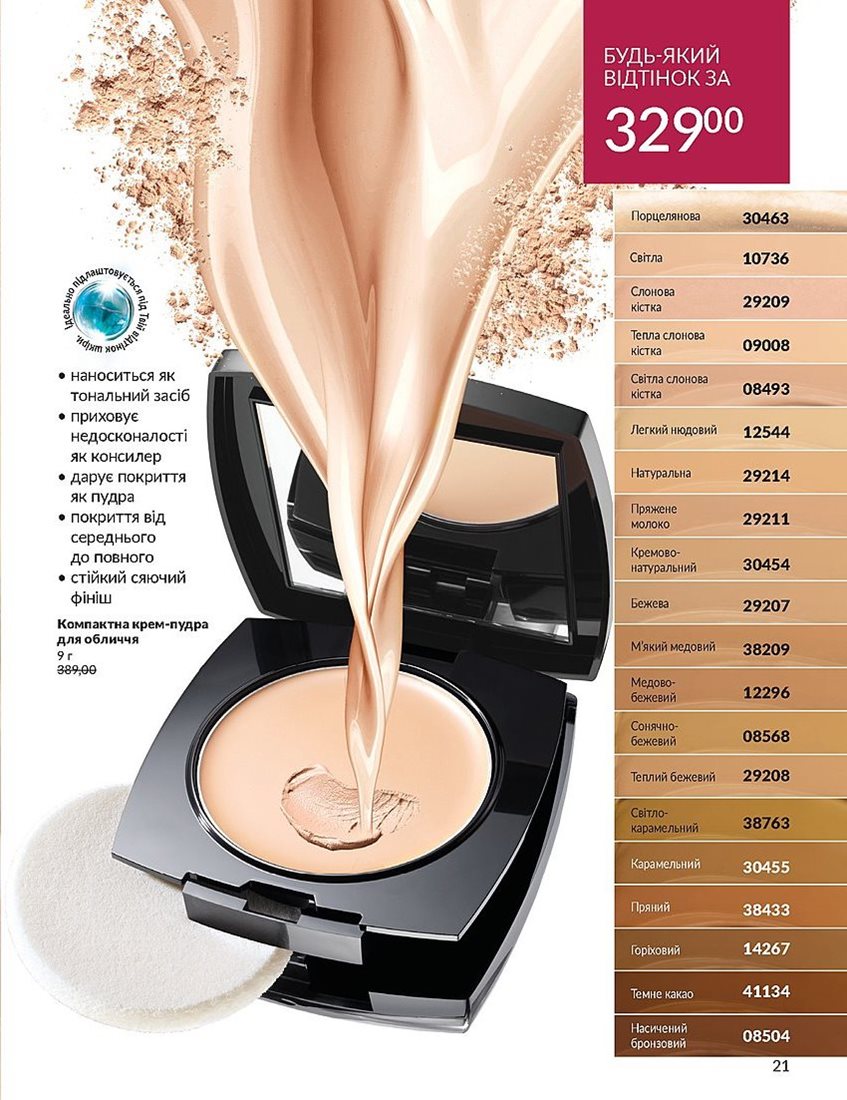 БУДЬ-ЯКИЙ
ВІДТІНОК ЗА
329⁰⁰
Ідеально підлаштовується під Твій відтінок шкіри.
• наноситься як
тональний засіб
• приховує
недосконалості
як консилер
• дарує покриття
як пудра
• покриття від
середнього
до повного
• стійкий сяючий
фініш
Компактна крем-пудра
для обличчя
9 г
389,00
Порцелянова 30463
Світла 10736
Слонова
кістка 29209
Тепла слонова
кістка 09008
Світла слонова
кістка 08493
Легкий нюдовий 12544
Натуральна 29214
Пряжене
молоко 29211
Кремово-
натуральний 30454
Бежева 29207
М'який медовий 38209
Медово-
бежевий 12296
Сонячно-
бежевий 08568
Теплий бежевий 29208
Світло-
карамельний 38763
Карамельний 30455
Пряний 38433
Горіховий 14267
Темне какао 41134
Насичений
бронзовий 08504
21